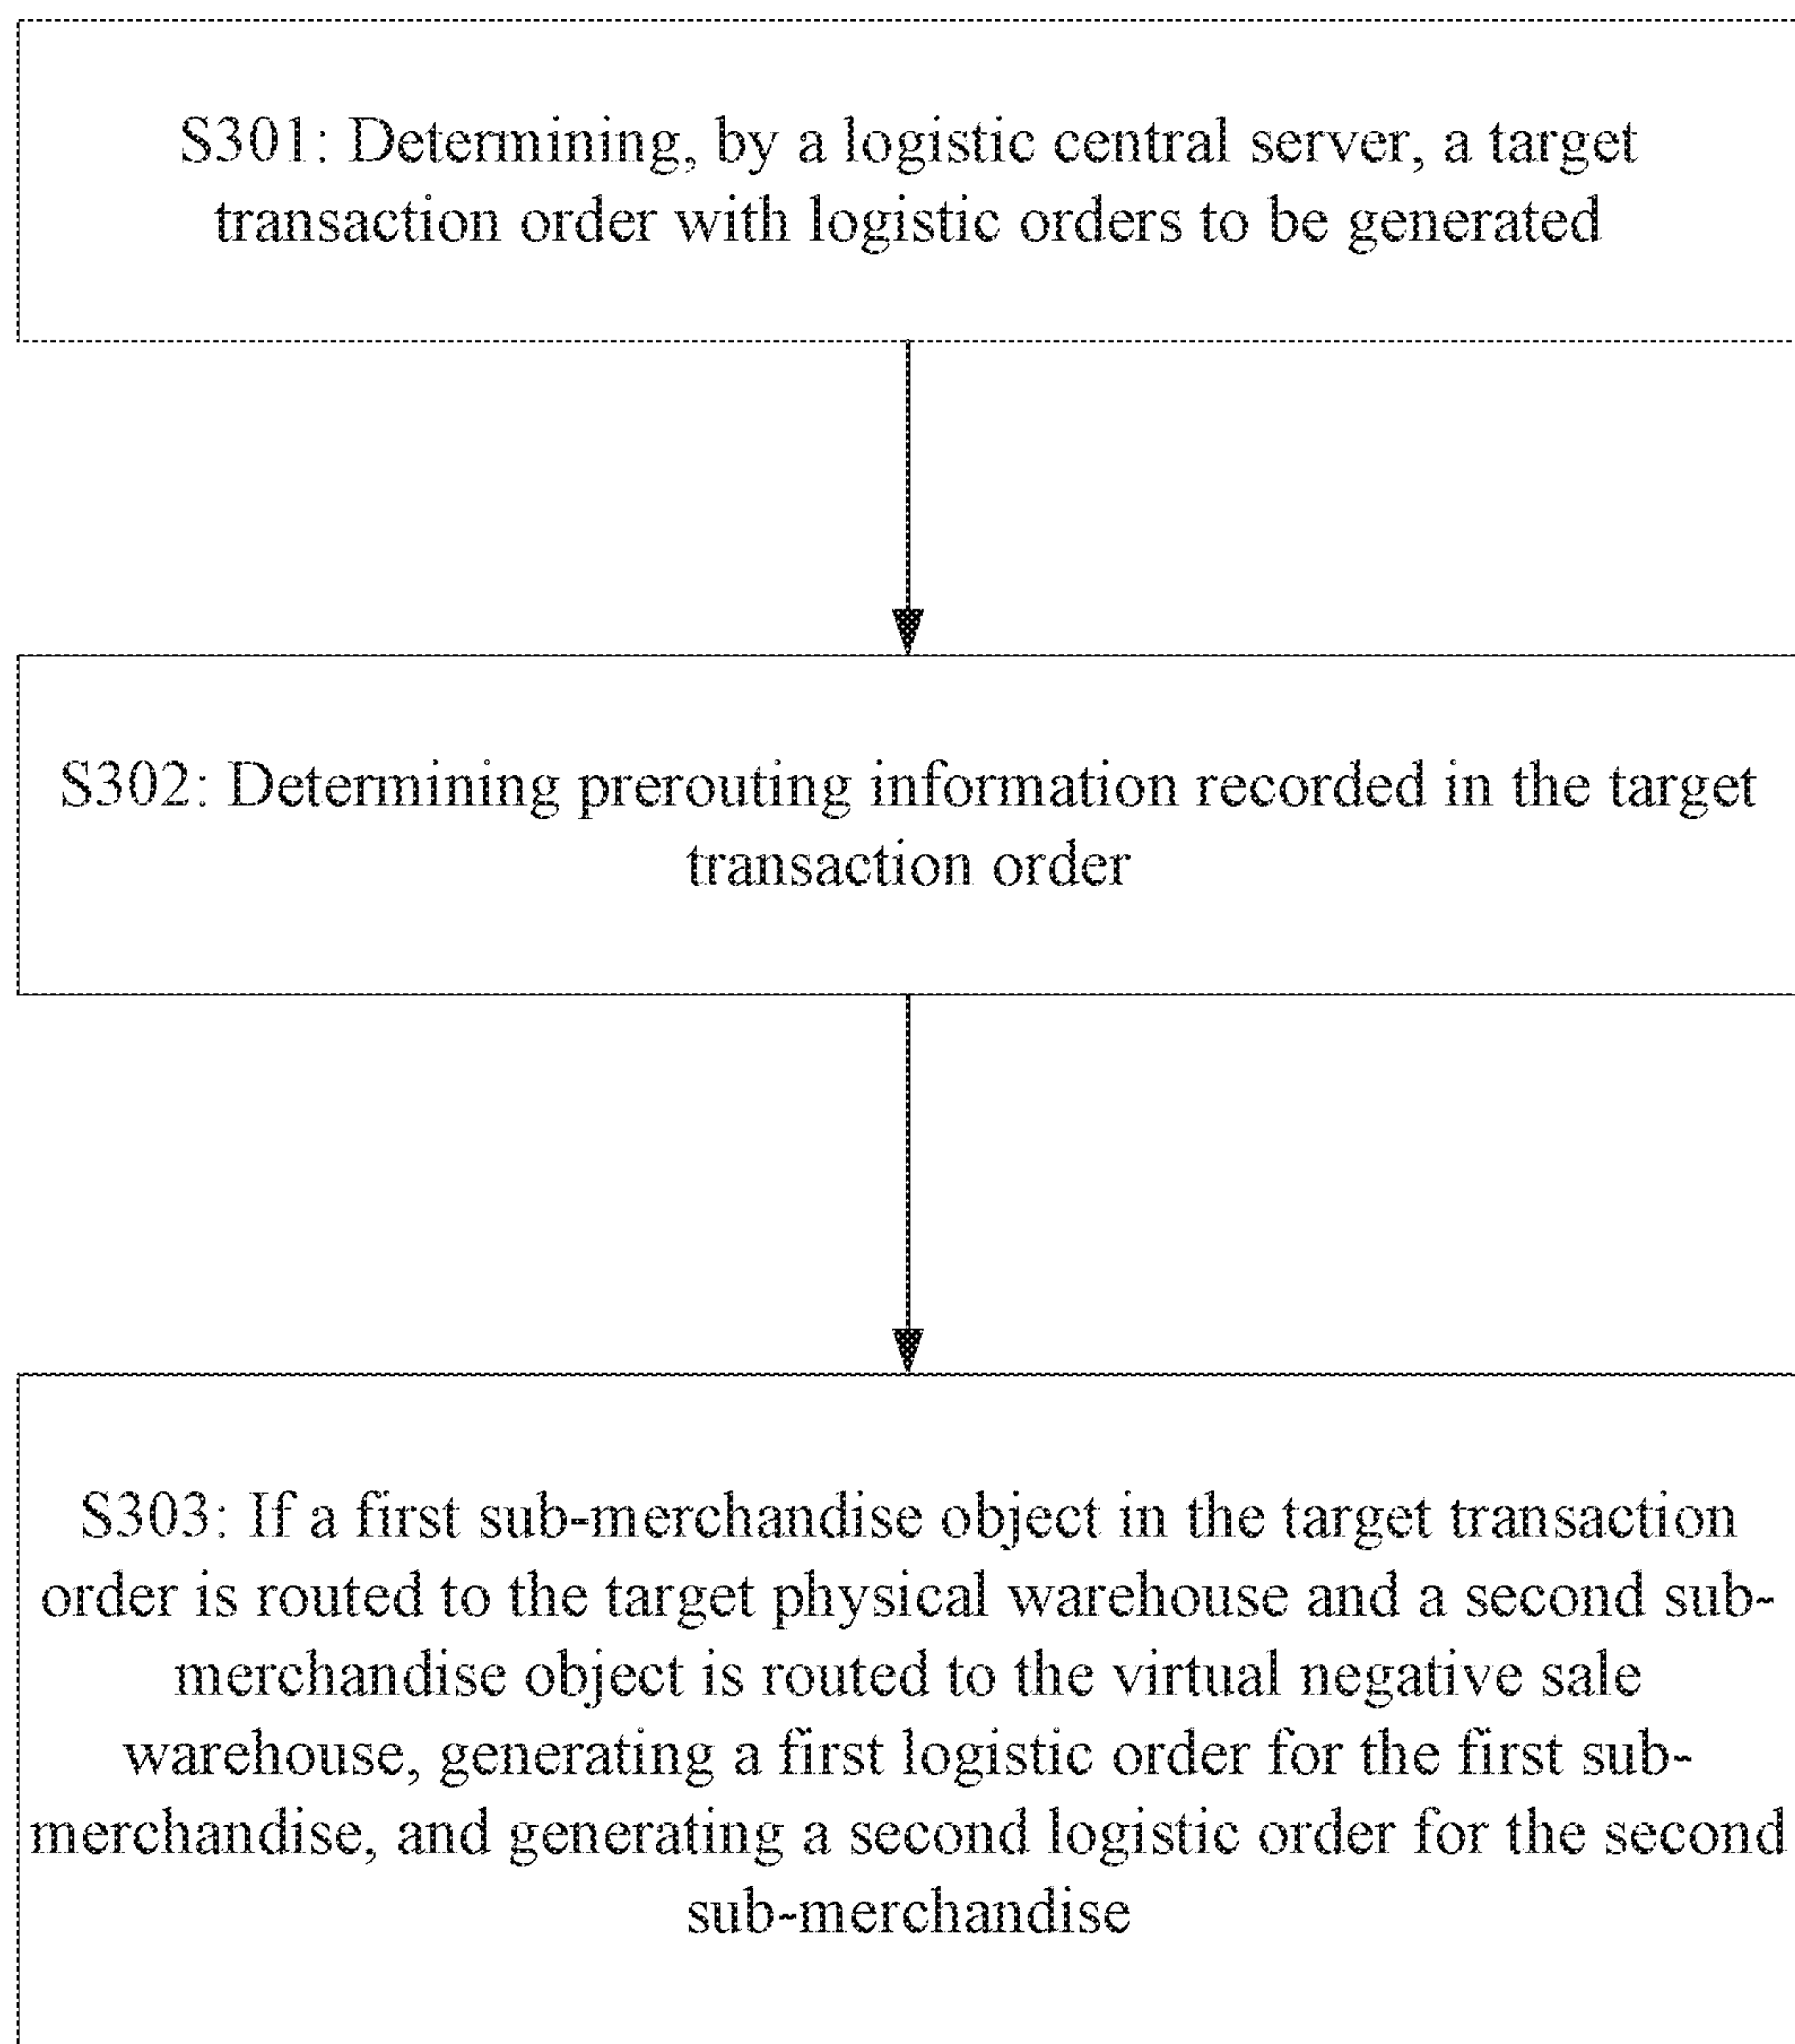 S301: Determining, by a logistic central server, a target
transaction order with logistic orders to be generated
S302: Determining prerouting information recorded in the target
transaction order
S303: If a first sub-merchandise object in the target transaction
order is routed to the target physical warehouse and a second sub-
merchandise object is routed to the virtual negative sale
warehouse, generating a first logistic order for the first sub-
merchandise, and generating a second logistic order for the second
sub-merchandise